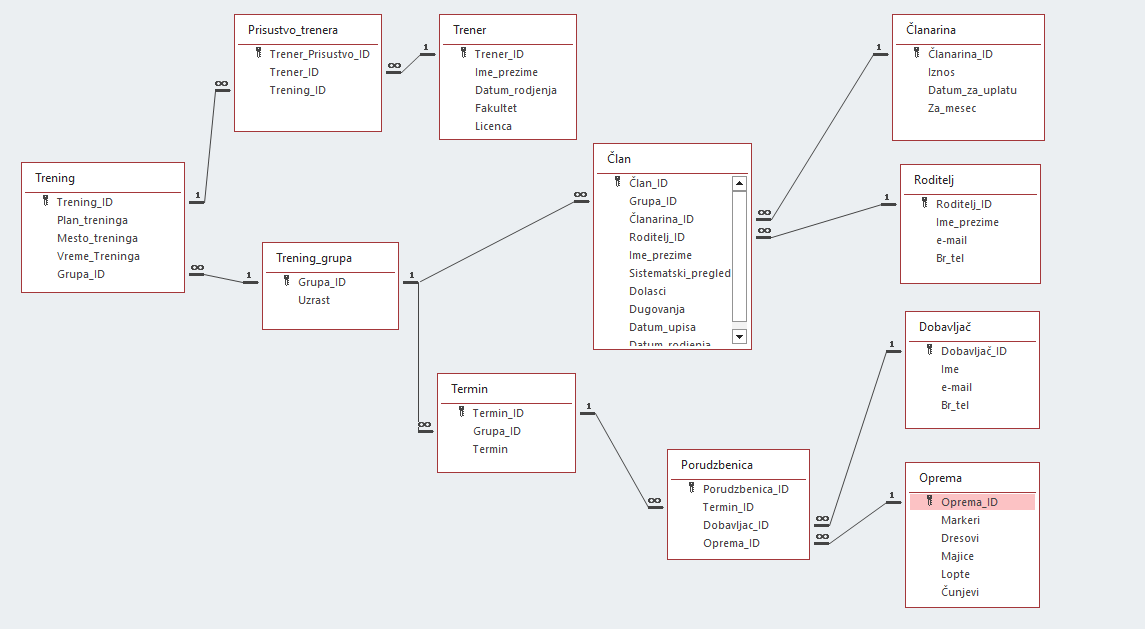 Prisustvo_trenera
Trener_Prisustvo_ID
Trener_ID
Trening_ID
Trener
Trener_ID
Ime_prezime
Datum_rodjenja
Fakultet
Licenca
Članarina
Članarina_ID
Iznos
Datum_za_uplatu
Za_mesec
Trening
Trening_ID
Plan_treninga
Mesto_treninga
Vreme_Treninga
Grupa_ID
Trening_grupa
Grupa_ID
Uzrast
Član
Član_ID
Grupa_ID
Članarina_ID
Roditelj_ID
Ime_prezime
Sistematski_pregled
Dolasci
Dugovanja
Datum_upisa
Datum_rodjenja
Roditelj
Roditelj_ID
Ime_prezime
e-mail
Br_tel
Termin
Termin_ID
Grupa_ID
Termin
Porudzbenica
Porudzbenica_ID
Termin_ID
Dobavljac_ID
Oprema_ID
Dobavljač
Dobavljač_ID
Ime
e-mail
Br_tel
Oprema
Oprema_ID
Markeri
Dresovi
Majice
Lopte
Čunjevi
1
∞
1
∞
∞
1
1
∞
∞
1
∞
1
∞
1
∞
∞
1
∞
1